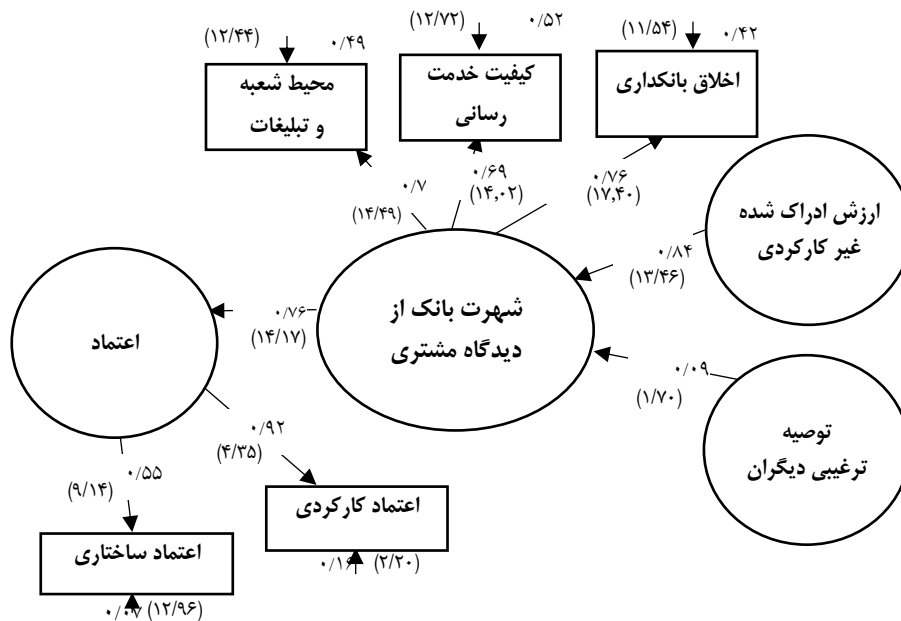 (۱۲/۴۴) ۰/۴۹
(۱۲/۷۲) ۰/۵۲
(۱۱/۵۴) ۰/۴۲
محیط شعبه
و تبلیغات
کیفیت خدمت
رسانی
اخلاق بانکداری
۰/۷
(۱۴/۴۹)
۰/۶۹
(۱۴,۰۲)
۰/۷۶
(۱۷,۴۰)
ارزش ادراک شده
غیر کارکردی
۰/۸۴
(۱۳/۴۶)
شهرت بانک از
دیدگاه مشتری
۰/۷۶
(۱۴/۱۷)
اعتماد
۰/۰۹
(۱/۷۰)
توصیه
ترغیبی دیگران
۰/۹۲
(۴/۳۵)
۰/۵۵
(۹/۱۴)
اعتماد کارکردی
۰/۱۶ (۲/۲۰)
اعتماد ساختاری
(۱۲/۹۶)